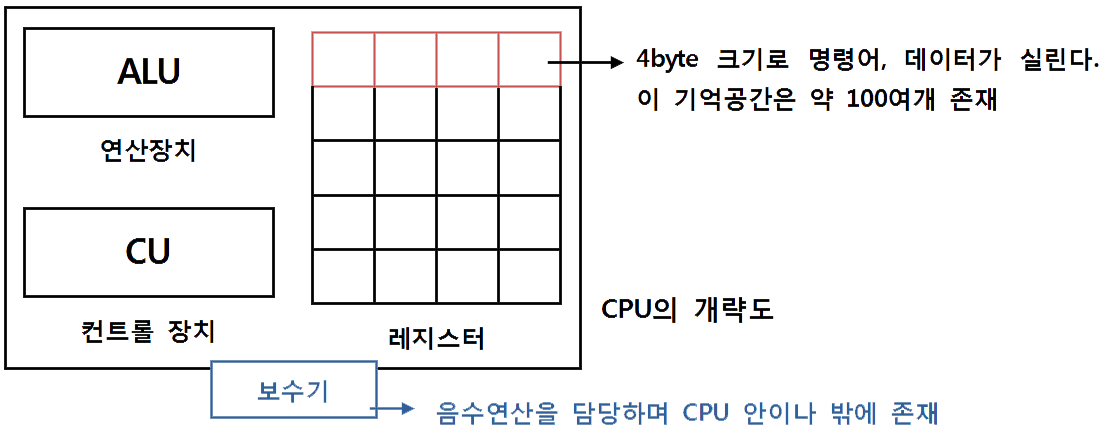 ALU
연산장치
CU
컨트롤 장치
레지스터
4byte 크기로 명령어, 데이터가 실린다.
이 기억공간은 약 100여개 존재
CPU의 개략도
보수기
음수연산을 담당하며 CPU 안이나 밖에 존재